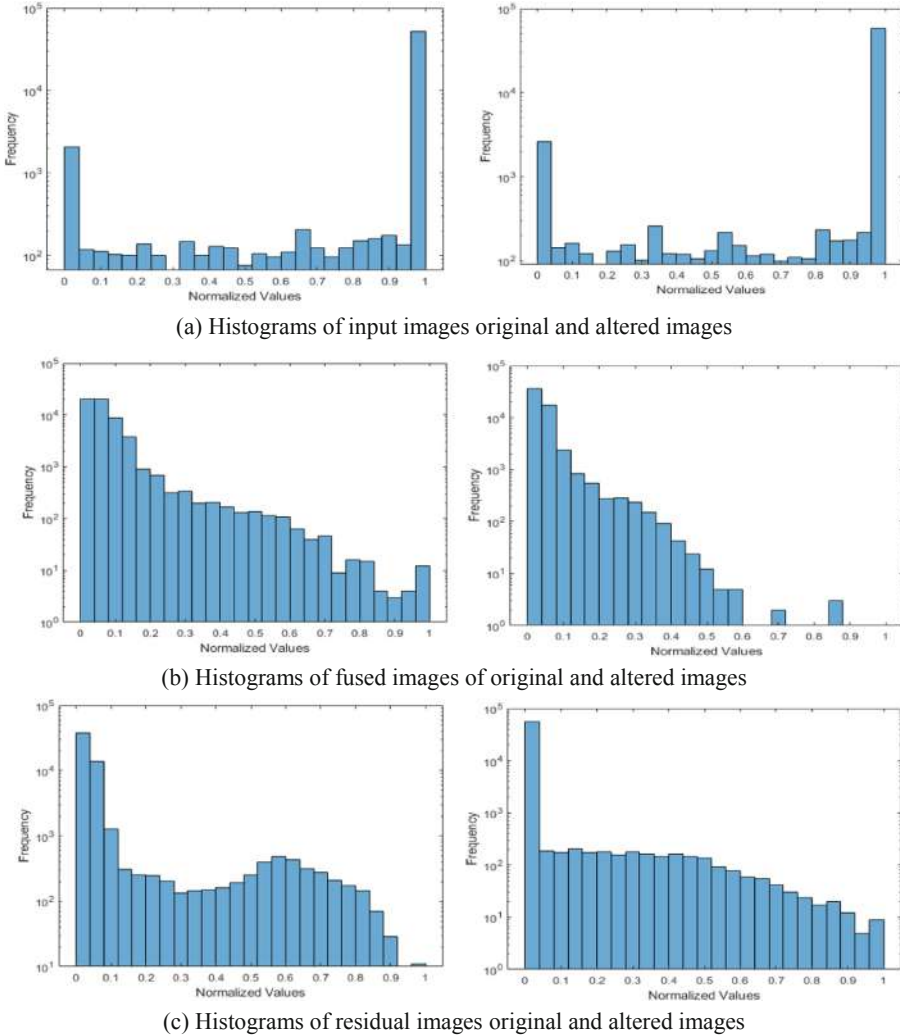 10^5
10^4
10^3
10^2
Frequency
0 0.1 0.2 0.3 0.4 0.5 0.6 0.7 0.8 0.9 1
Normalized Values
10^5
10^4
10^3
10^2
Frequency
0 0.1 0.2 0.3 0.4 0.5 0.6 0.7 0.8 0.9 1
Normalized Values
(a) Histograms of input images original and altered images
10^5
10^4
10^3
10^2
10^1
10^0
Frequency
0 0.1 0.2 0.3 0.4 0.5 0.6 0.7 0.8 0.9 1
Normalized Values
10^5
10^4
10^3
10^2
10^1
10^0
Frequency
0 0.1 0.2 0.3 0.4 0.5 0.6 0.7 0.8 0.9 1
Normalized Values
(b) Histograms of fused images of original and altered images
10^5
10^4
10^3
10^2
10^1
Frequency
0 0.1 0.2 0.3 0.4 0.5 0.6 0.7 0.8 0.9 1
Normalized Values
10^5
10^4
10^3
10^2
10^1
10^0
Frequency
0 0.1 0.2 0.3 0.4 0.5 0.6 0.7 0.8 0.9 1
Normalized Values
(c) Histograms of residual images original and altered images